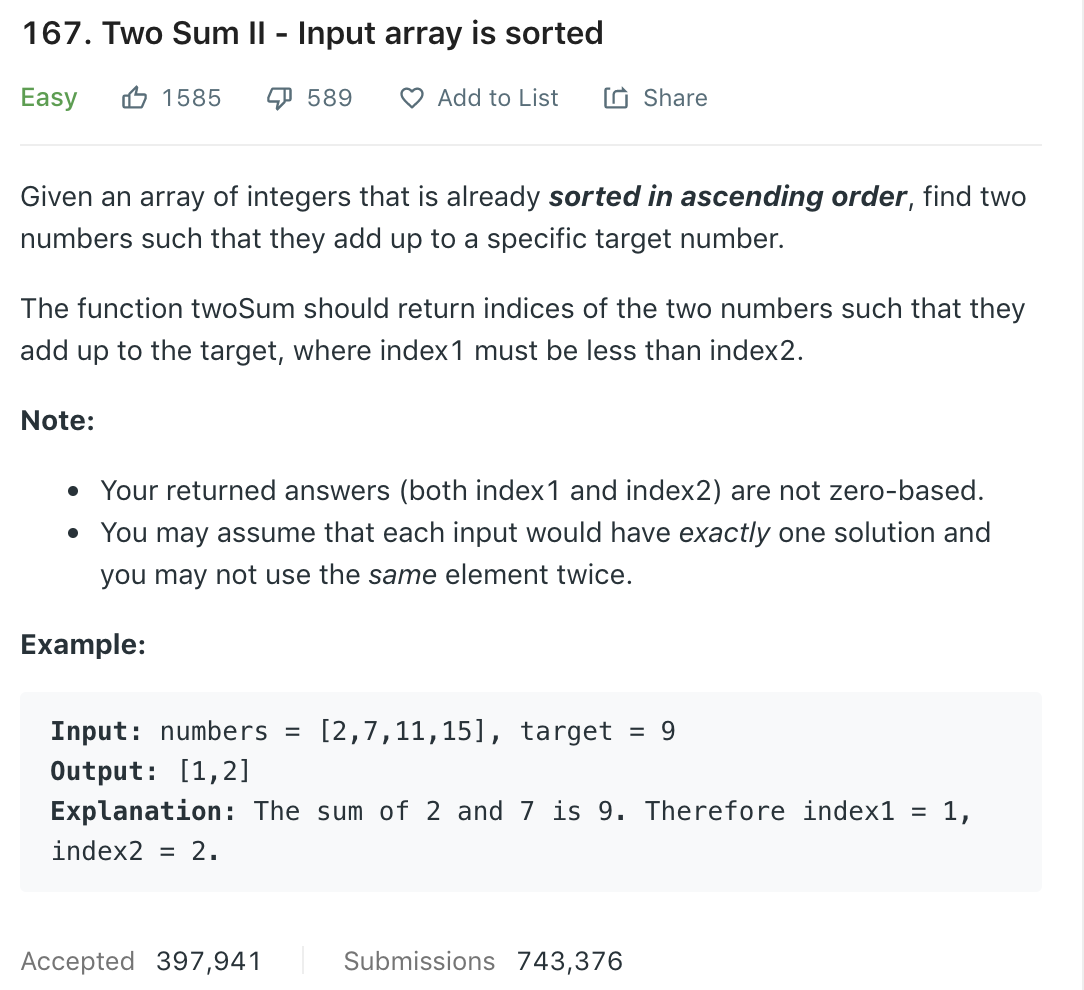 167. Two Sum II - Input array is sorted
Easy 1585 589 Add to List Share
Given an array of integers that is already sorted in ascending order, find two
numbers such that they add up to a specific target number.
The function twoSum should return indices of the two numbers such that they
add up to the target, where index1 must be less than index2.
Note:
• Your returned answers (both index1 and index2) are not zero-based.
• You may assume that each input would have exactly one solution and
you may not use the same element twice.
Example:
Input: numbers = [2,7,11,15], target = 9
Output: [1,2]
Explanation: The sum of 2 and 7 is 9. Therefore index1 = 1,
index2 = 2.
Accepted 397,941 Submissions 743,376